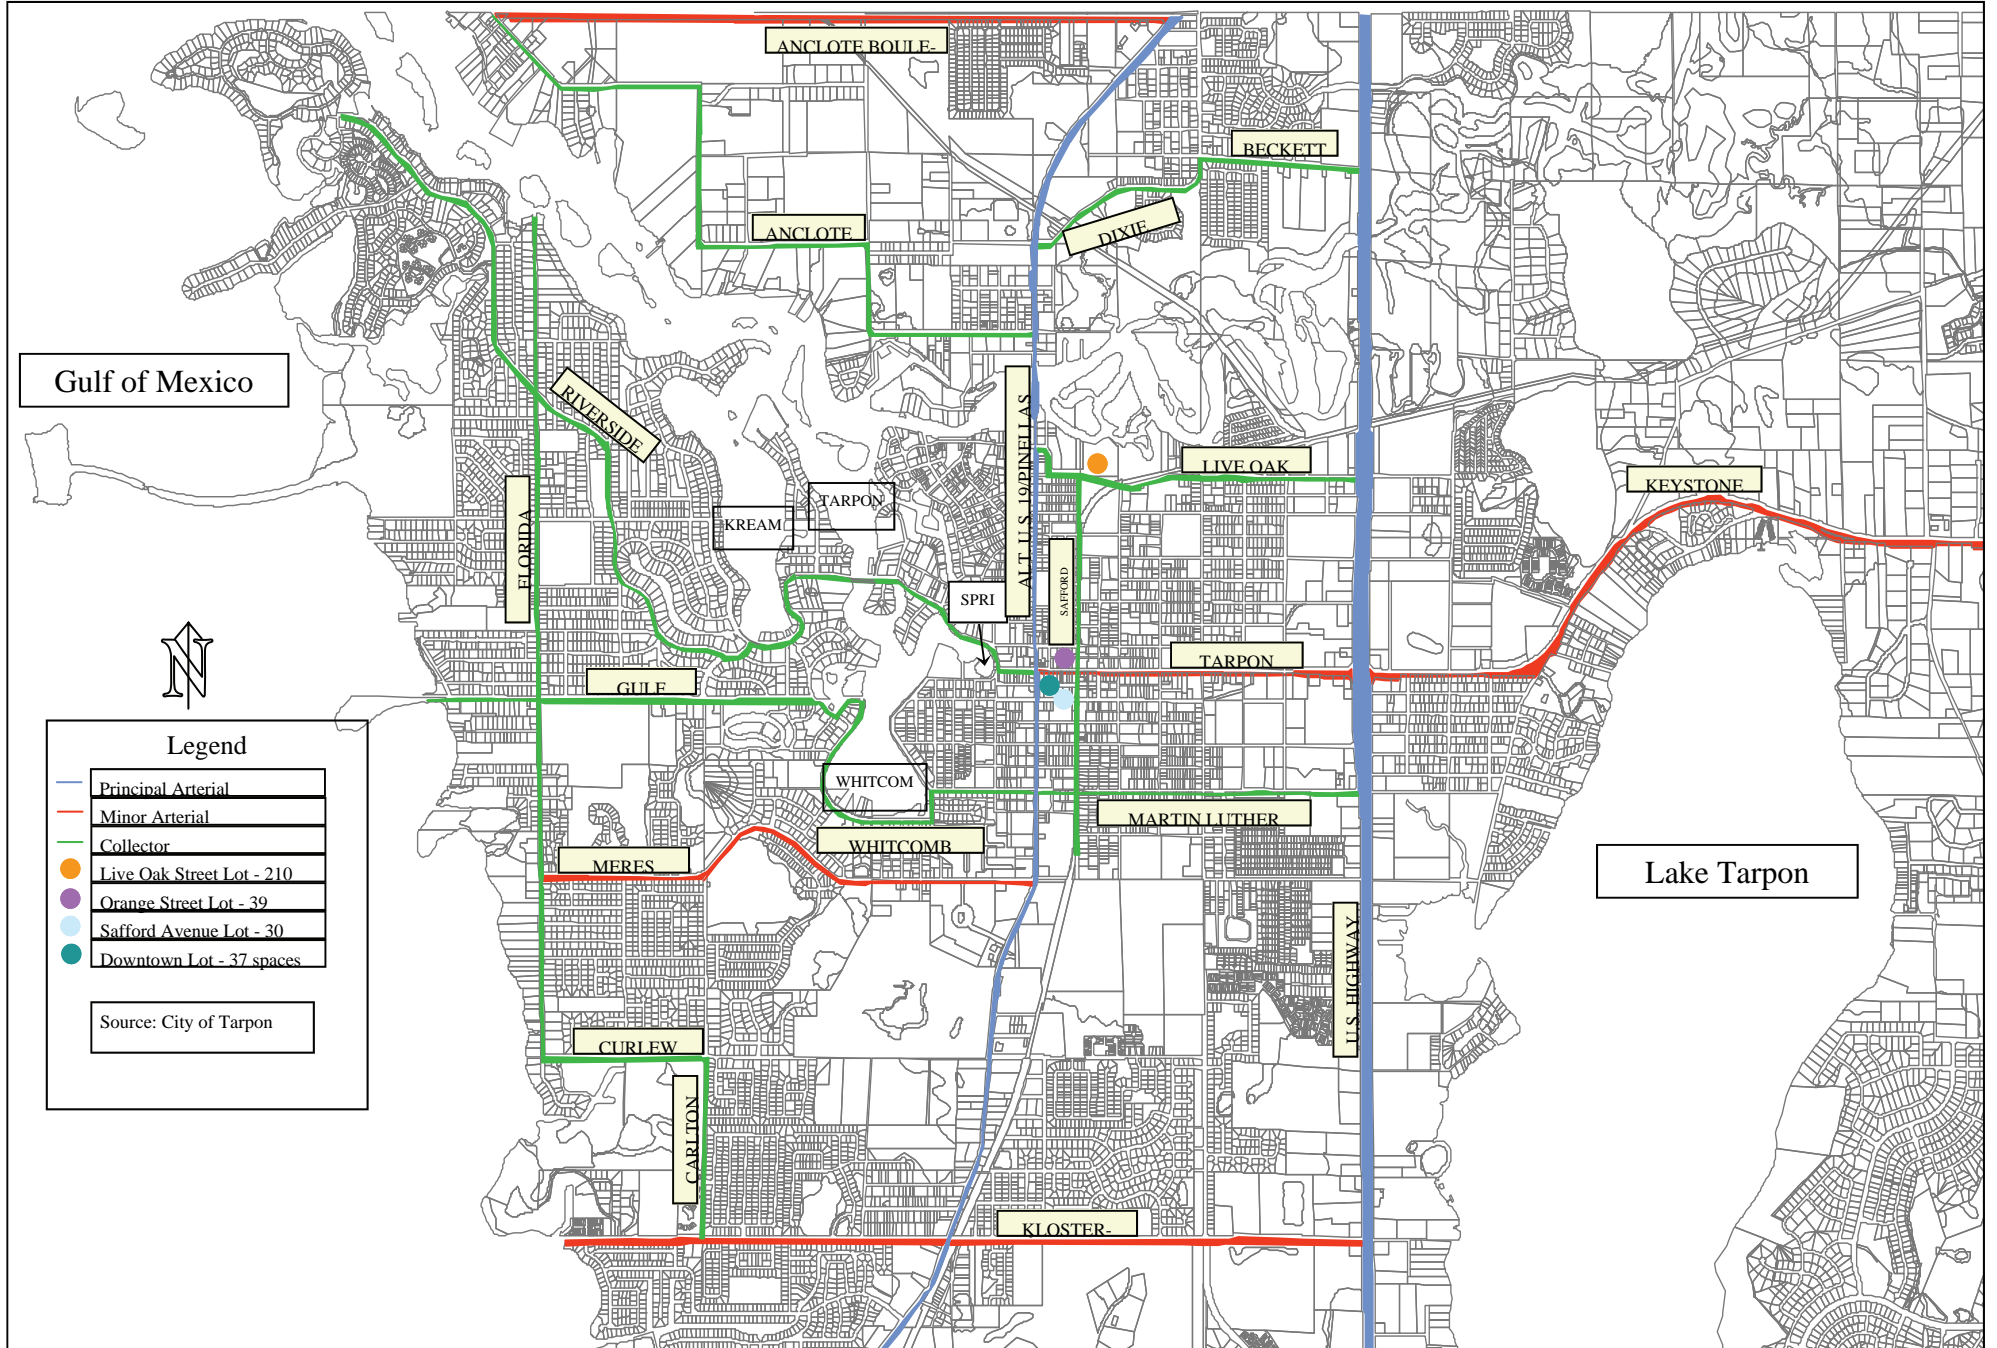 ANCLOTE BOULE-
BECKETT
ANCLOTE
DIXIE
Gulf of Mexico
RIVERSIDE
ALT. U.S. 19/PINELLAS
LIVE OAK
KEYSTONE
TARPON
KREAM
FLORIDA
SAFFORD
SPRI
TARPON
GULF
N
Legend
Principal Arterial
Minor Arterial
Collector
Live Oak Street Lot - 210
Orange Street Lot - 39
Safford Avenue Lot - 30
Downtown Lot - 37 spaces
Source: City of Tarpon
WHITCOM
MARTIN LUTHER
WHITCOMB
MERES
Lake Tarpon
U.S. HIGHWAY
CURLEW
CARLTON
KLOSTER-